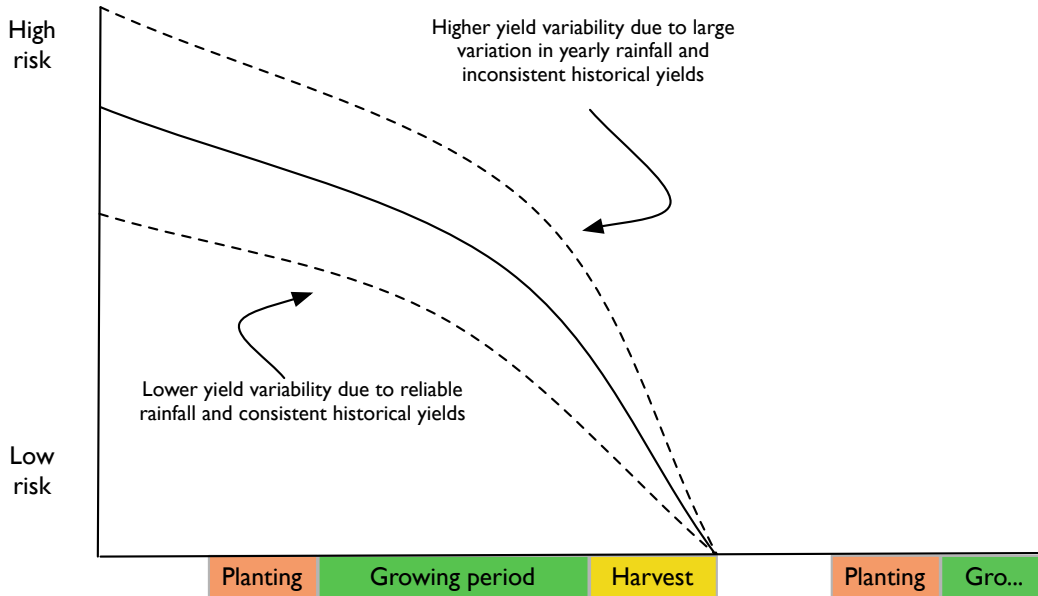 High
risk
Higher yield variability due to large
variation in yearly rainfall and
inconsistent historical yields
Lower yield variability due to reliable
rainfall and consistent historical yields
Low
risk
Planting
Growing period
Harvest
Planting
Gro...